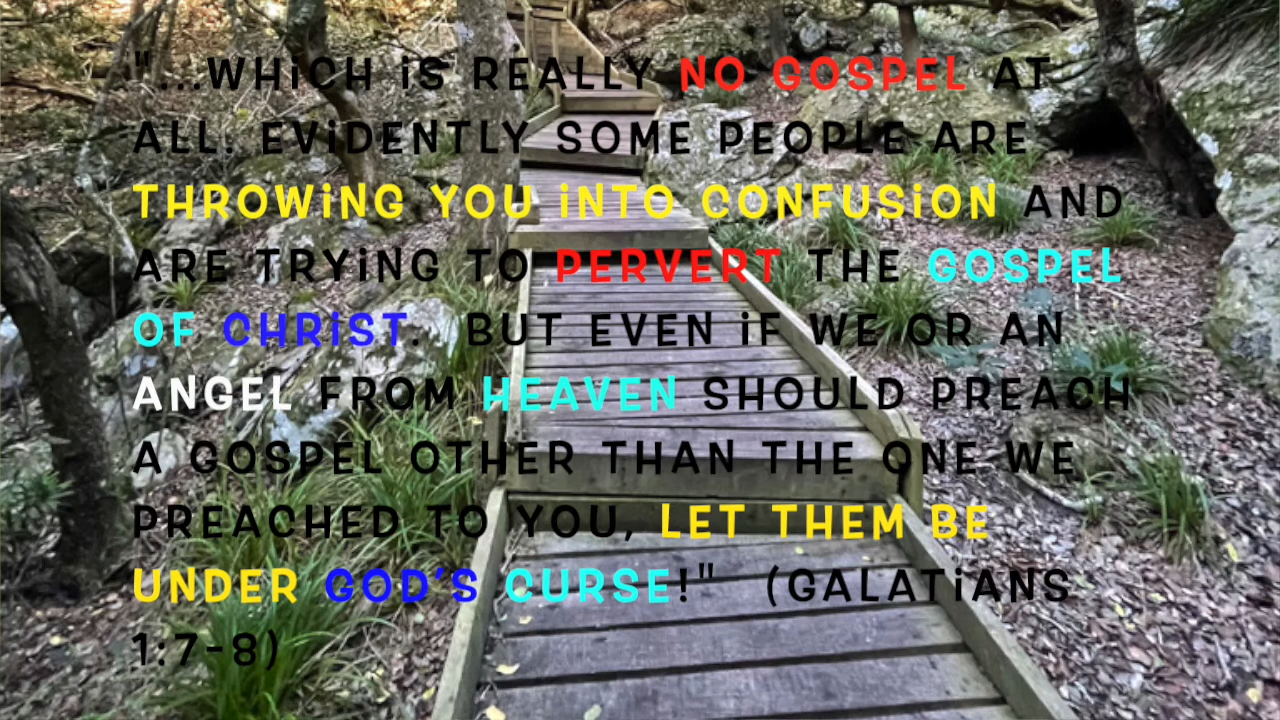 "...WHiCH iS REALLY NO GOSPEL AT
ALL. EViDENTLY SOME PEOPLE ARE
THROWiNG YOU iNTO CONFUSiON AND
ARE TRYiNG TO PERVERT THE GOSPEL
OF CHRiST. BUT EVEN iF WE OR AN
ANGEL FROM HEAVEN SHOULD PREACH
A GOSPEL OTHER THAN THE ONE WE
PREACHED TO YOU, LET THEM BE
UNDER GOD'S CURSE!" (GALATiANS
1:7-8)